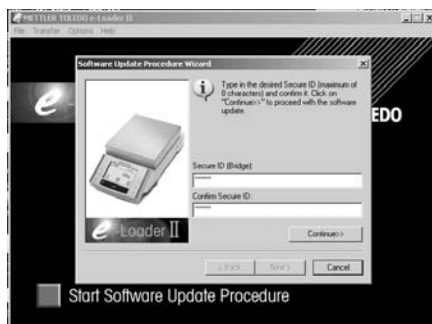 METTLER TOLEDO e-Loader II
File Transfer Options Help
Software Update Procedure Wizard
Type in the desired Secure ID (maximum of
8 characters) and confirm it. Click on
"Continue>>" to proceed with the software
update.
e-
EDO
Secure ID (Bridge):
******
Confirm Secure ID:
******
e-Loader II
Continue>>
<Back
Next>
Cancel
Start Software Update Procedure